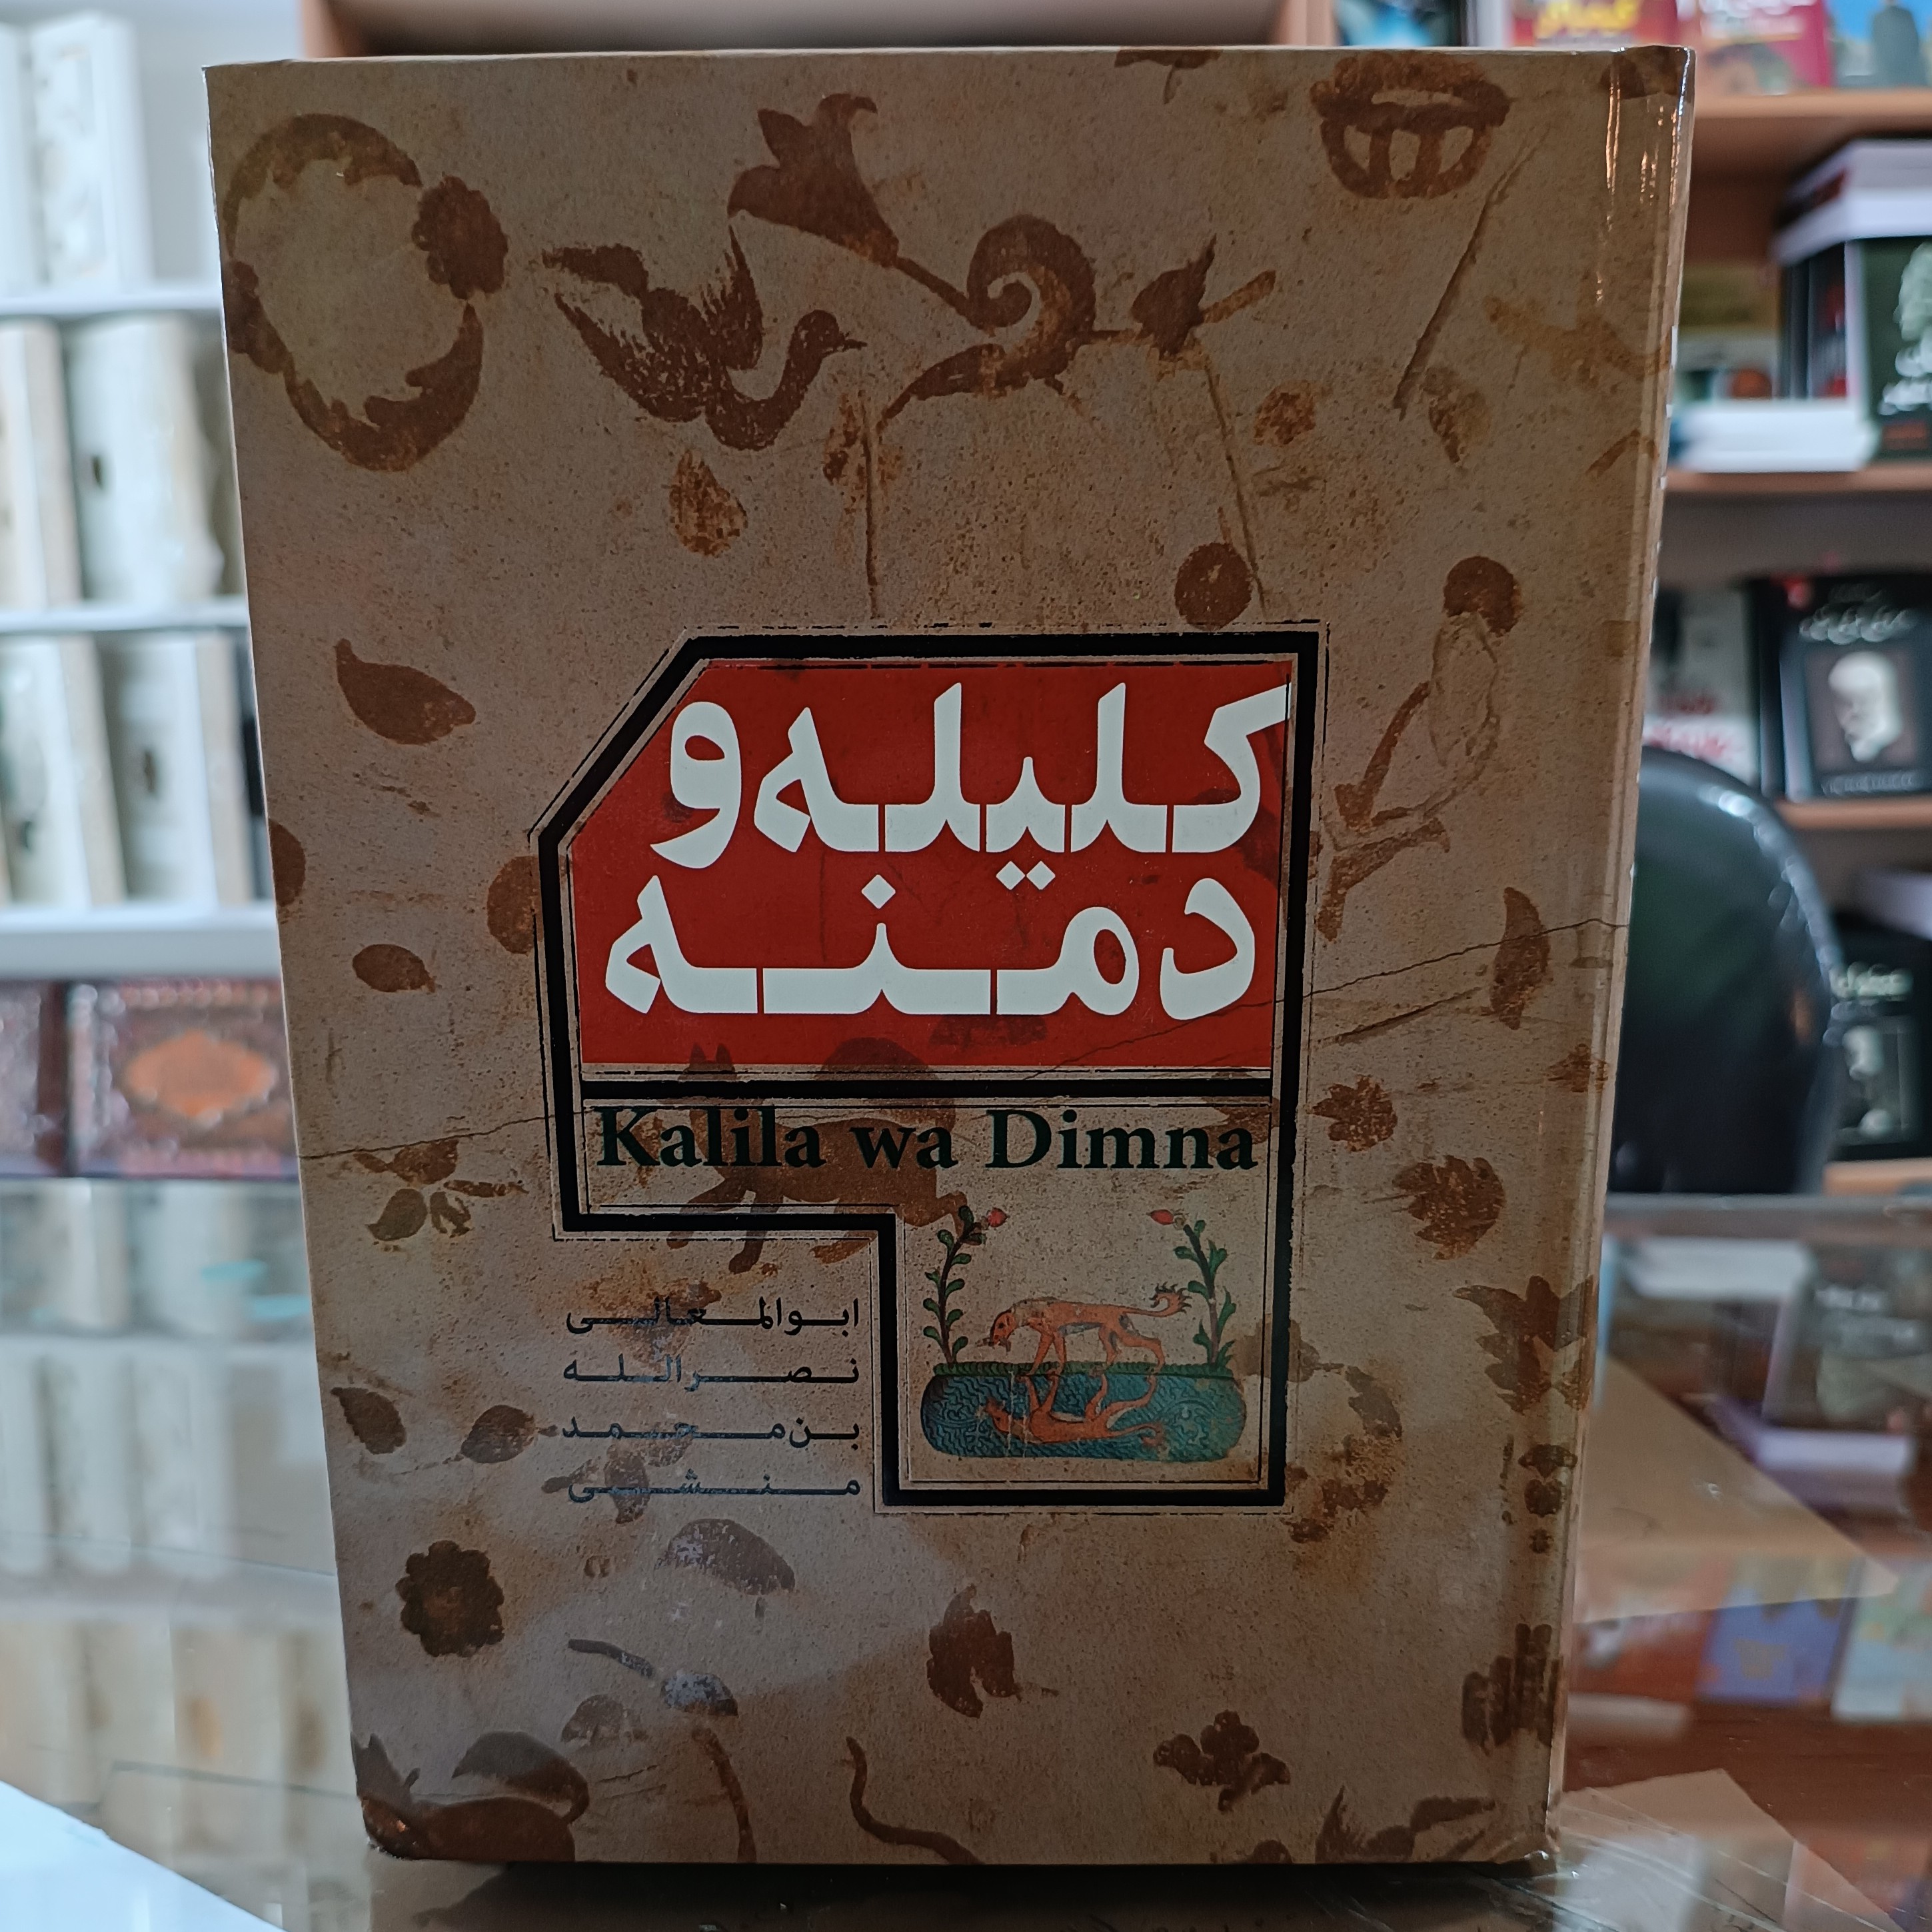 کلیله و
دمنه
Kalila wa Dimna
ابوالمعالی
نصرالله
بن محمد
منشی